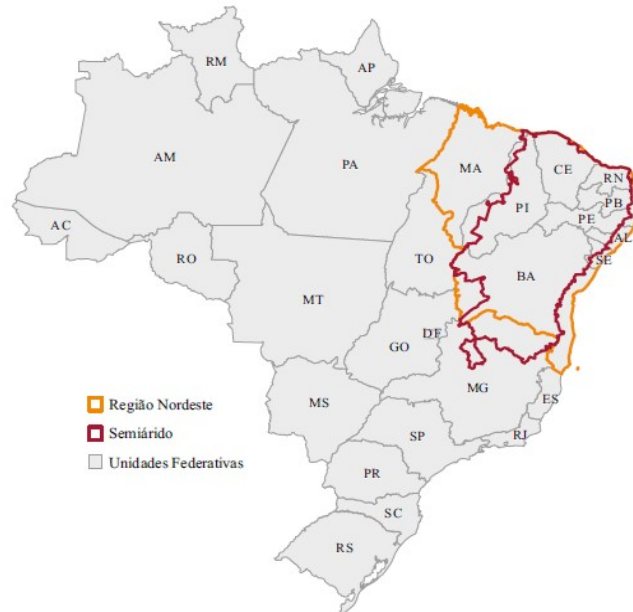 RM
AP
AM
PA
MA
CE
RN
PB
PE
AL
SE
PI
AC
RO
TO
BA
MT
GO
DF
MG
ES
MS
SP
RJ
PR
SC
RS
Região Nordeste
Semiárido
Unidades Federativas